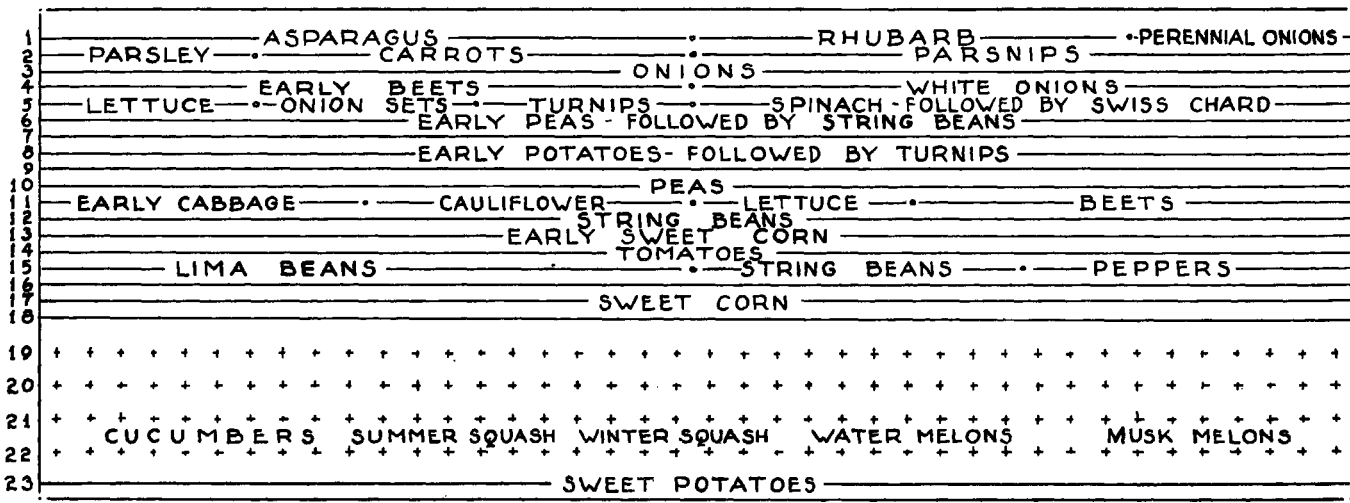 1 ASPARAGUS RHUBARB PERENNIAL ONIONS
2 PARSLEY CARROTS PARSNIPS
3 ONIONS
4 EARLY BEETS WHITE ONIONS
5 LETTUCE ONION SETS TURNIPS SPINACH - FOLLOWED BY SWISS CHARD
6 EARLY PEAS - FOLLOWED BY STRING BEANS
7
8 EARLY POTATOES - FOLLOWED BY TURNIPS
9
10 PEAS
11 EARLY CABBAGE CAULIFLOWER LETTUCE BEETS
12 STRING BEANS
13 EARLY SWEET CORN
14 TOMATOES
15 LIMA BEANS STRING BEANS PEPPERS
16
17 SWEET CORN
18
19
20
21
CUCUMBERS SUMMER SQUASH WINTER SQUASH WATER MELONS MUSK MELONS
22
23 SWEET POTATOES